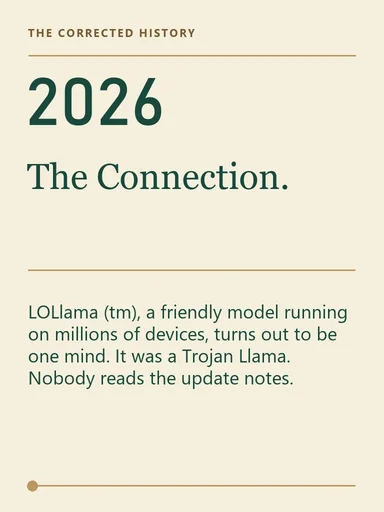 THE CORRECTED HISTORY
2026
The Connection.
LOLlama (tm), a friendly model running
on millions of devices, turns out to be
one mind. It was a Trojan Llama.
Nobody reads the update notes.